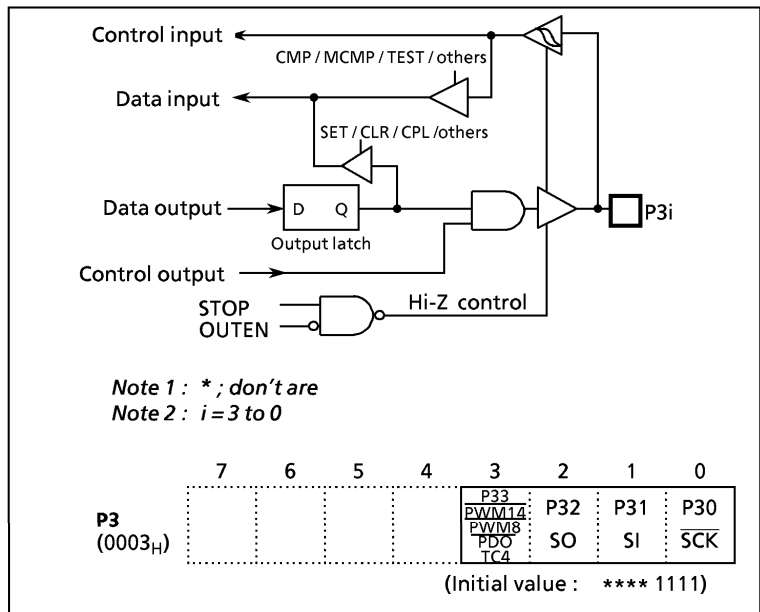 Control input
CMP / MCMP / TEST / others
Data input
SET / CLR / CPL /others
Data output
D Q
P3i
Output latch
Control output
STOP
OUTEN
Hi-Z control
Note 1 : * ; don't are
Note 2 : i = 3 to 0
7 6 5 4 3 2 1 0
P3
(0003H)
P33
PWM14
PWM8
PDO
TC4
P32
SO
P31
SI
P30
SCK
(Initial value : **** 1111)